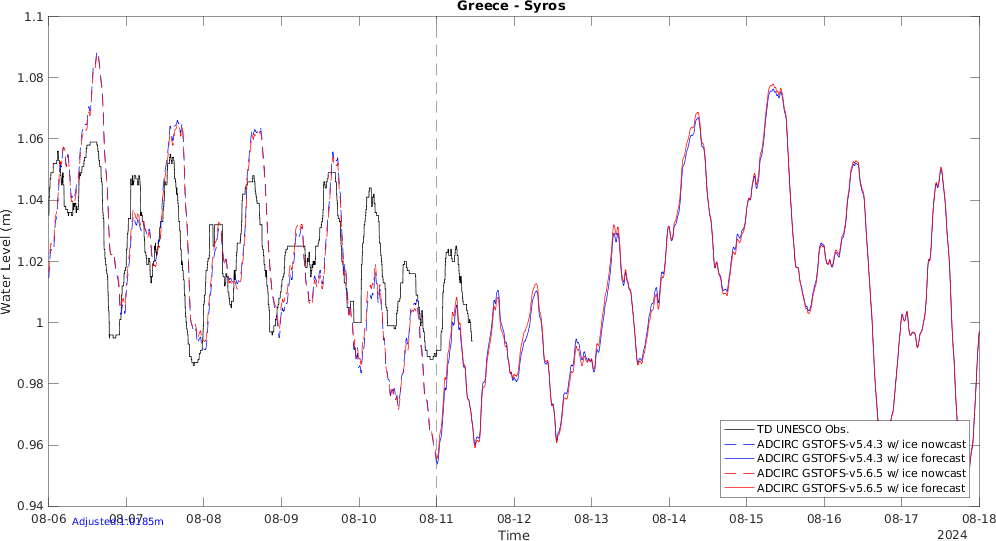 Greece - Syros
1.1
1.08
1.06
1.04
1.02
1
0.98
0.96
0.94
Water Level (m)
TD UNESCO Obs.
ADCIRC GSTOFS-v5.4.3 w/ ice nowcast
ADCIRC GSTOFS-v5.4.3 w/ ice forecast
ADCIRC GSTOFS-v5.6.5 w/ ice nowcast
ADCIRC GSTOFS-v5.6.5 w/ ice forecast
08-06 08-07 08-08 08-09 08-10 08-11 08-12 08-13 08-14 08-15 08-16 08-17 08-18
Adjusted:1.0185m
Time
2024